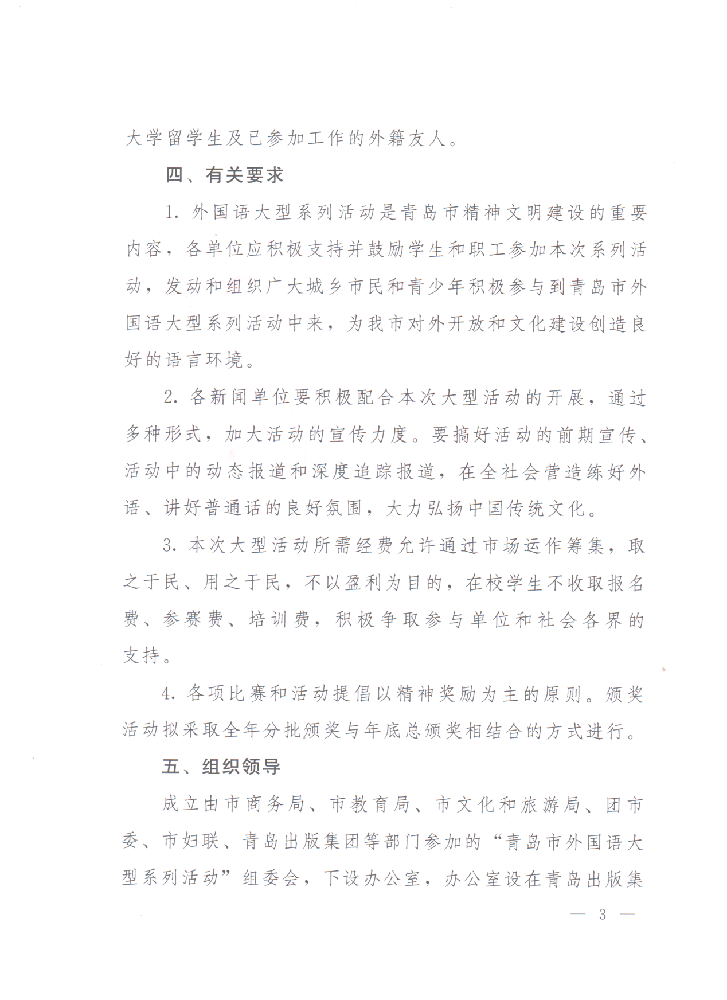 大学留学生及已参加工作的外籍友人。
四、有关要求
1. 外国语大型系列活动是青岛市精神文明建设的重要
内容，各单位应积极支持并鼓励学生和职工参加本次系列活
动，发动和组织广大城乡市民和青少年积极参与到青岛市外
国语大型系列活动中来，为我市对外开放和文化建设创造良
好的语言环境。
2. 各新闻单位要积极配合本次大型活动的开展，通过
多种形式，加大活动的宣传力度。要搞好活动的前期宣传、
活动中的动态报道和深度追踪报道，在全社会营造练好外
语、讲好普通话的良好氛围，大力弘扬中国传统文化。
3. 本次大型活动所需经费允许通过市场运作筹集，取
之于民、用之于民，不以盈利为目的，在校学生不收取报名
费、参赛费、培训费，积极争取参与单位和社会各界的
支持。
4. 各项比赛和活动提倡以精神奖励为主的原则。颁奖
活动拟采取全年分批颁奖与年底总颁奖相结合的方式进行。
五、组织领导
成立由市商务局、市教育局、市文化和旅游局、团市
委、市妇联、青岛出版集团等部门参加的“青岛市外国语大
型系列活动”组委会，下设办公室，办公室设在青岛出版集
— 3 —